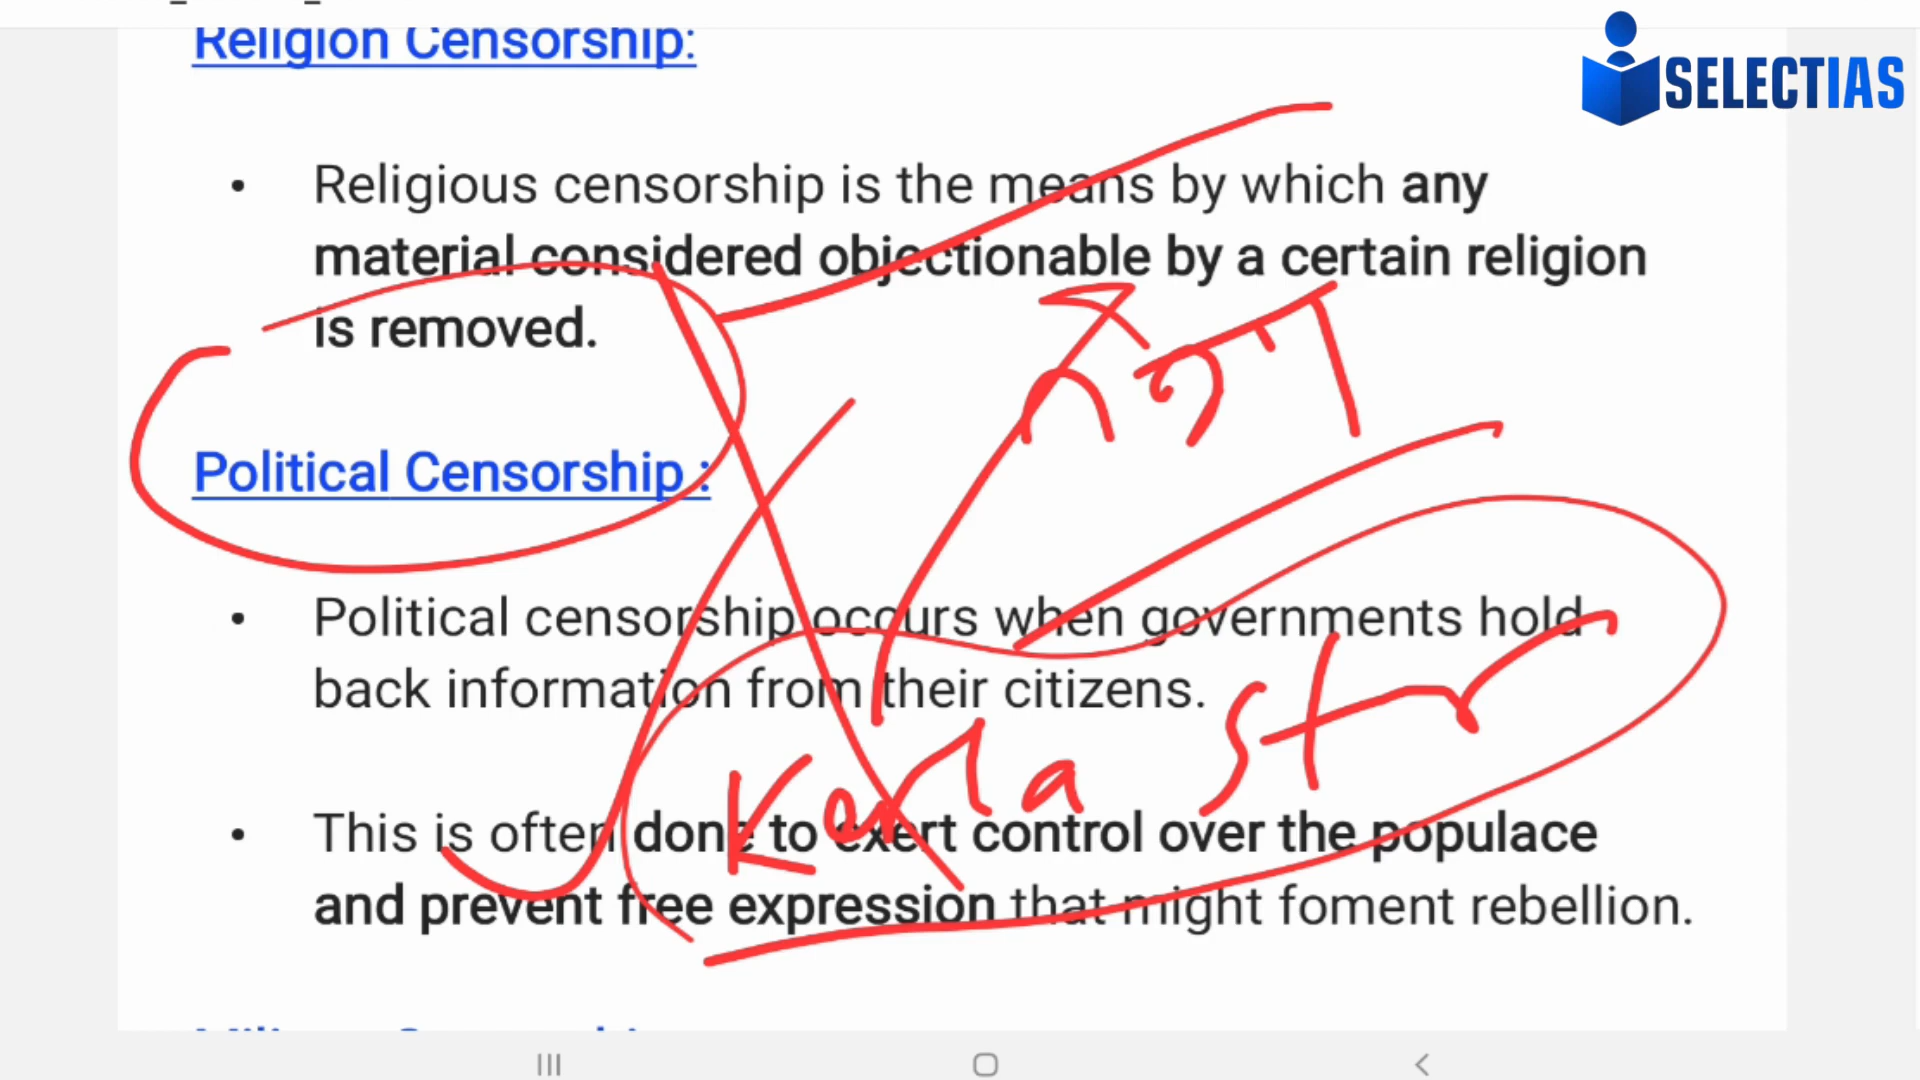 Religion Censorship:
SELECTIAS
• Religious censorship is the means by which any
material considered objectionable by a certain religion
is removed.
Political Censorship :
• Political censorship occurs when governments hold
back information from their citizens.
• This is often done to exert control over the populace
and prevent free expression that might foment rebellion.